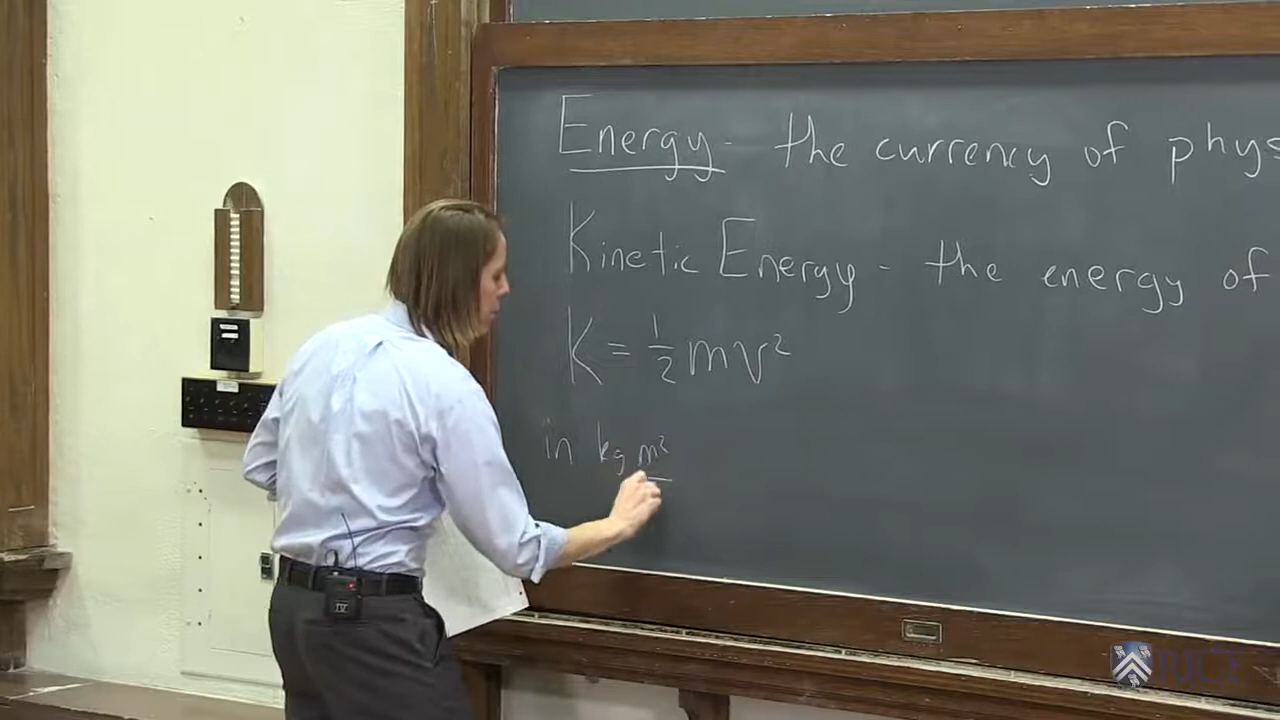 Energy - the currency of phys
Kinetic Energy - the energy of
K = 1/2 mv²
in kg m²
RICE